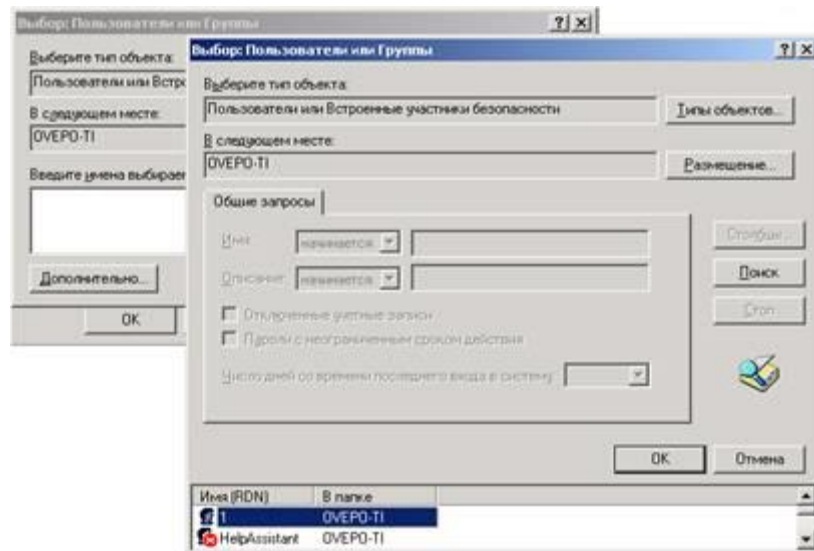 Выбор: Пользователи или Группы
Выберите тип объекта:
Пользователи или Встро
В следующем месте:
OVEPO-TI
Введите имена выбирае
Дополнительно...
OK
Выбор: Пользователи или Группы
Выберите тип объекта:
Пользователи или Встроенные участники безопасности
Типы объектов...
В следующем месте:
OVEPO-TI
Размещение...
Общие запросы
Имя:
начинается
Столбцы...
Описание:
начинается
Поиск
Отключенные учетные записи
Стоп
Пароли с неограниченным сроком действия
Число дней со времени последнего входа в систему:
OK
Отмена
Имя (RDN)
В папке
1
OVEPO-TI
HelpAssistant
OVEPO-TI